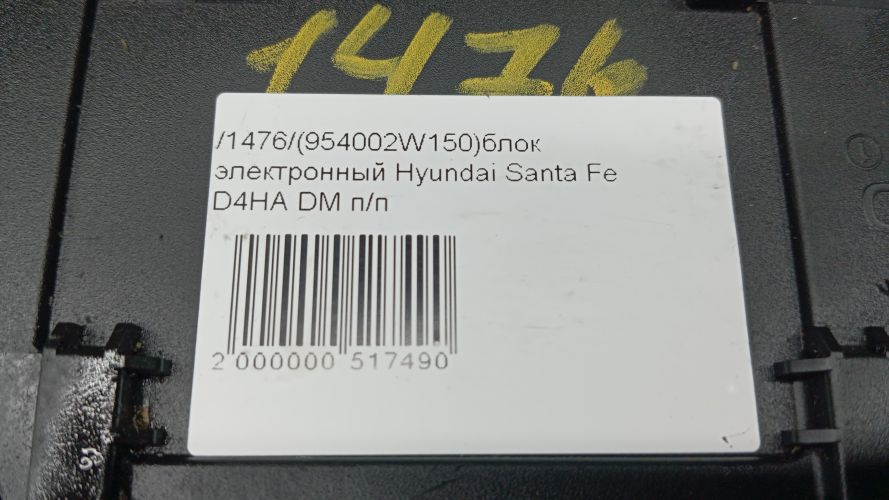 1476
/1476/(954002W150)блок
электронный Hyundai Santa Fe
D4HA DM п/п
2 000000 517490